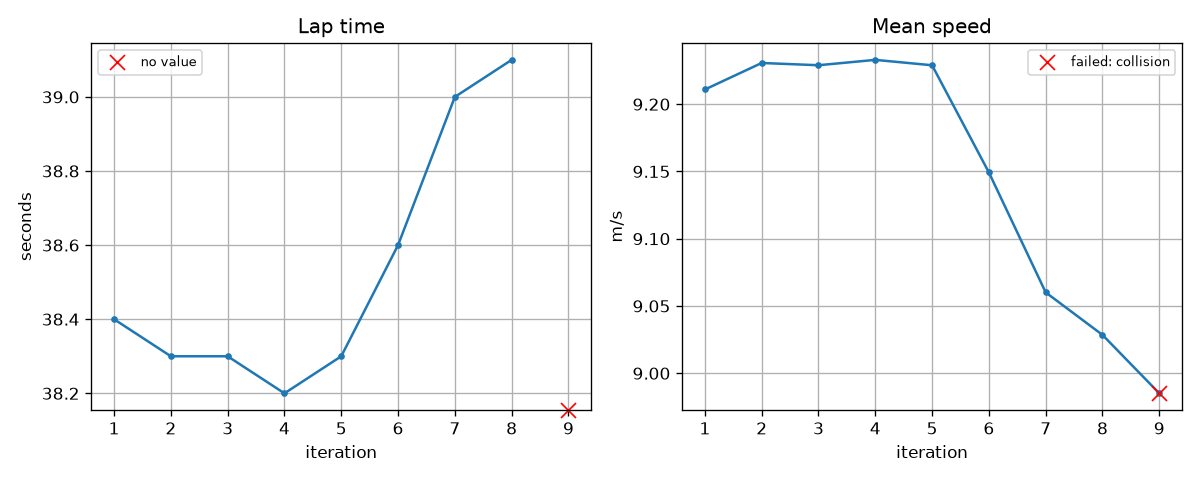 Lap time
no value
39.0
38.8
38.6
38.4
38.2
seconds
1 2 3 4 5 6 7 8 9
iteration
Mean speed
failed: collision
9.20
9.15
9.10
9.05
9.00
m/s
1 2 3 4 5 6 7 8 9
iteration